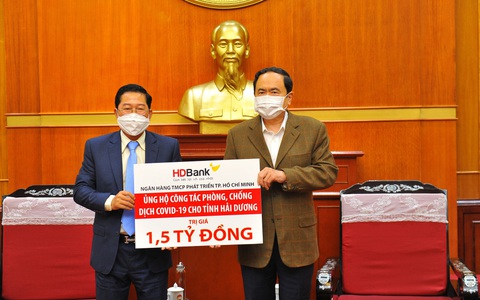 HDBank
NGÂN HÀNG TMCP PHÁT TRIỂN TP. HỒ CHÍ MINH
ỦNG HỘ CÔNG TÁC PHÒNG, CHỐNG
DỊCH COVID-19 CHO TỈNH HẢI DƯƠNG
TRỊ GIÁ
1,5 TỶ ĐỒNG